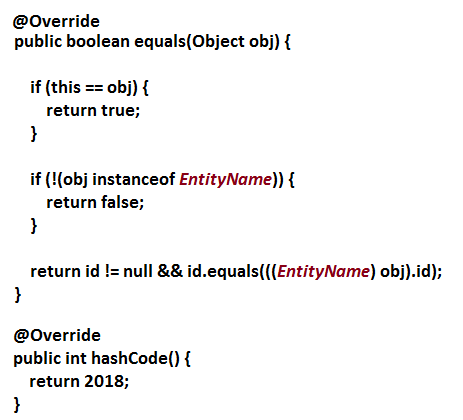 @Override
public boolean equals(Object obj) {
if (this == obj) {
return true;
}
if (!(obj instanceof EntityName)) {
return false;
}
return id != null && id.equals(((EntityName) obj).id);
}
@Override
public int hashCode() {
return 2018;
}